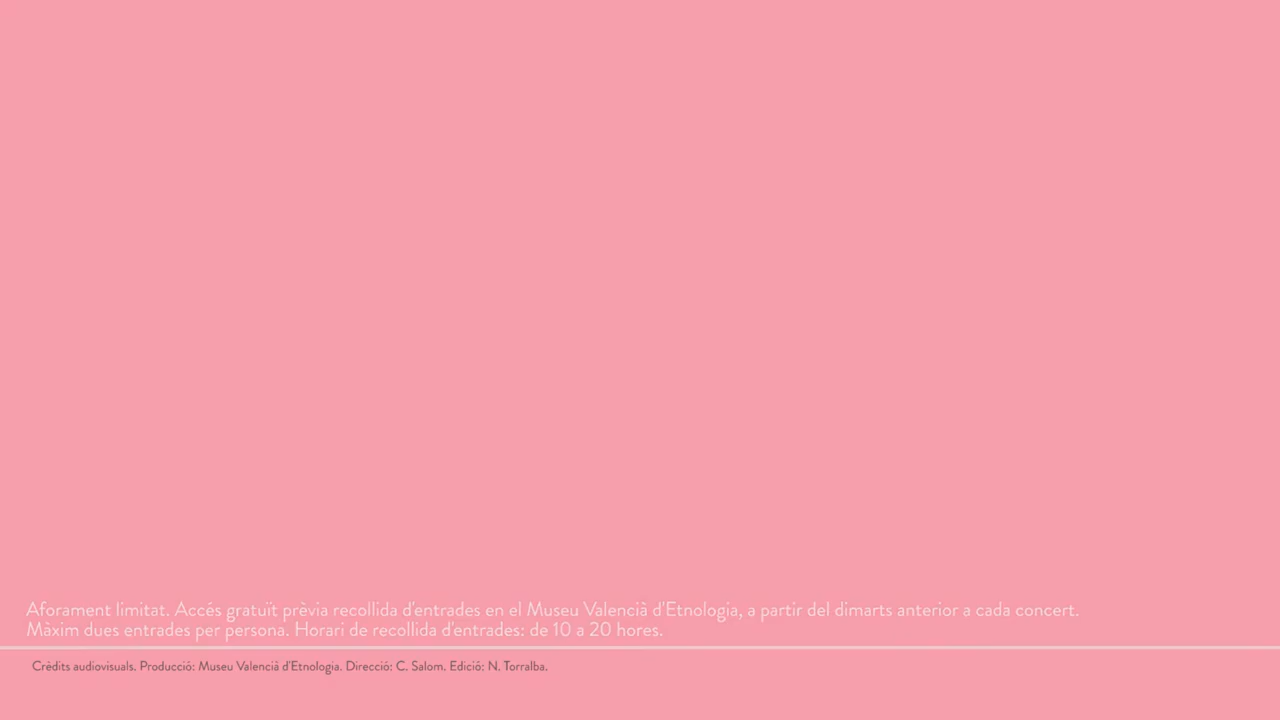 Aforament limitat. Accés gratuït prèvia recollida d'entrades en el Museu Valencià d'Etnologia, a partir del dimarts anterior a cada concert.
Màxim dues entrades per persona. Horari de recollida d'entrades: de 10 a 20 hores.
Crèdits audiovisuals. Producció: Museu Valencià d'Etnologia. Direcció: C. Salom. Edició: N. Torralba.